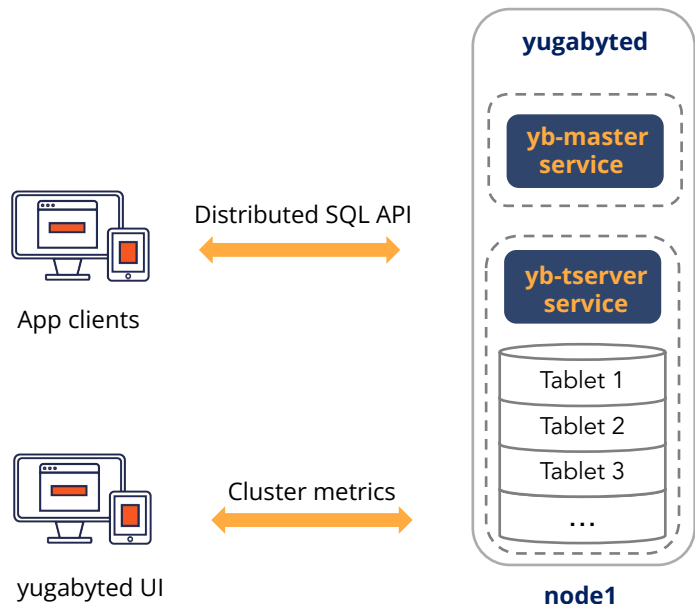 yugabyted
yb-master
service
Distributed SQL API
App clients
yb-tserver
service
Tablet 1
Tablet 2
Tablet 3
...
Cluster metrics
yugabyted UI
node1